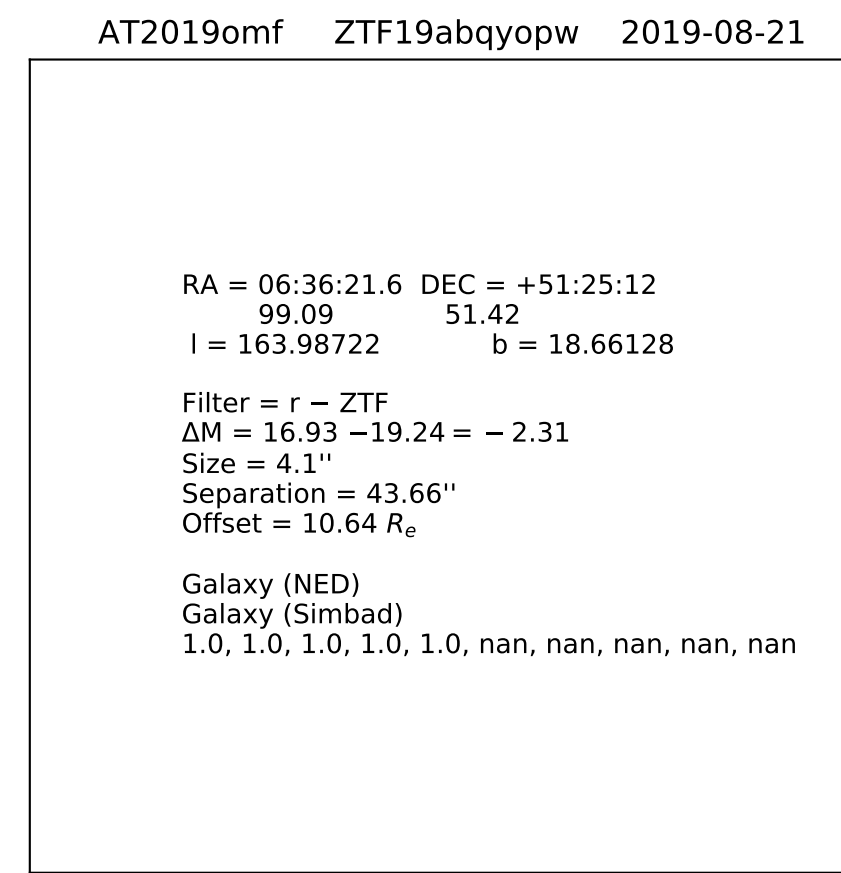 AT2019omf ZTF19abqyopw 2019-08-21
RA = 06:36:21.6 DEC = +51:25:12
99.09 51.42
l = 163.98722 b = 18.66128
Filter = r − ZTF
ΔM = 16.93 −19.24 = − 2.31
Size = 4.1''
Separation = 43.66''
Offset = 10.64 Re
Galaxy (NED)
Galaxy (Simbad)
1.0, 1.0, 1.0, 1.0, 1.0, nan, nan, nan, nan, nan